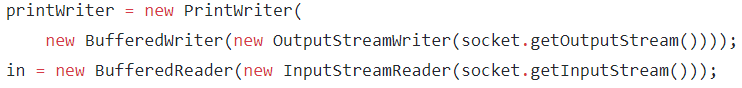 printWriter = new PrintWriter(
    new BufferedWriter(new OutputStreamWriter(socket.getOutputStream())));
in = new BufferedReader(new InputStreamReader(socket.getInputStream()));